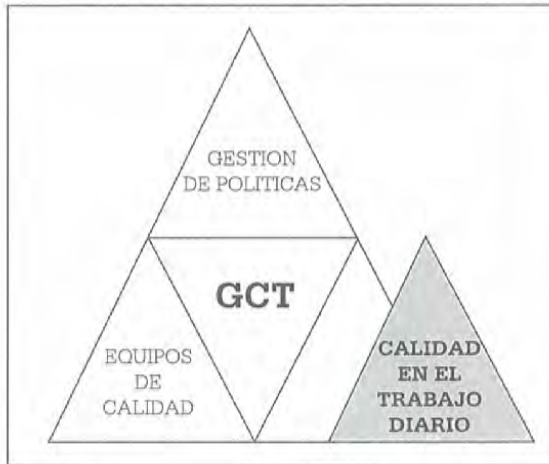 GESTION
DE POLITICAS
GCT
EQUIPOS
DE
CALIDAD
CALIDAD
EN EL
TRABAJO
DIARIO